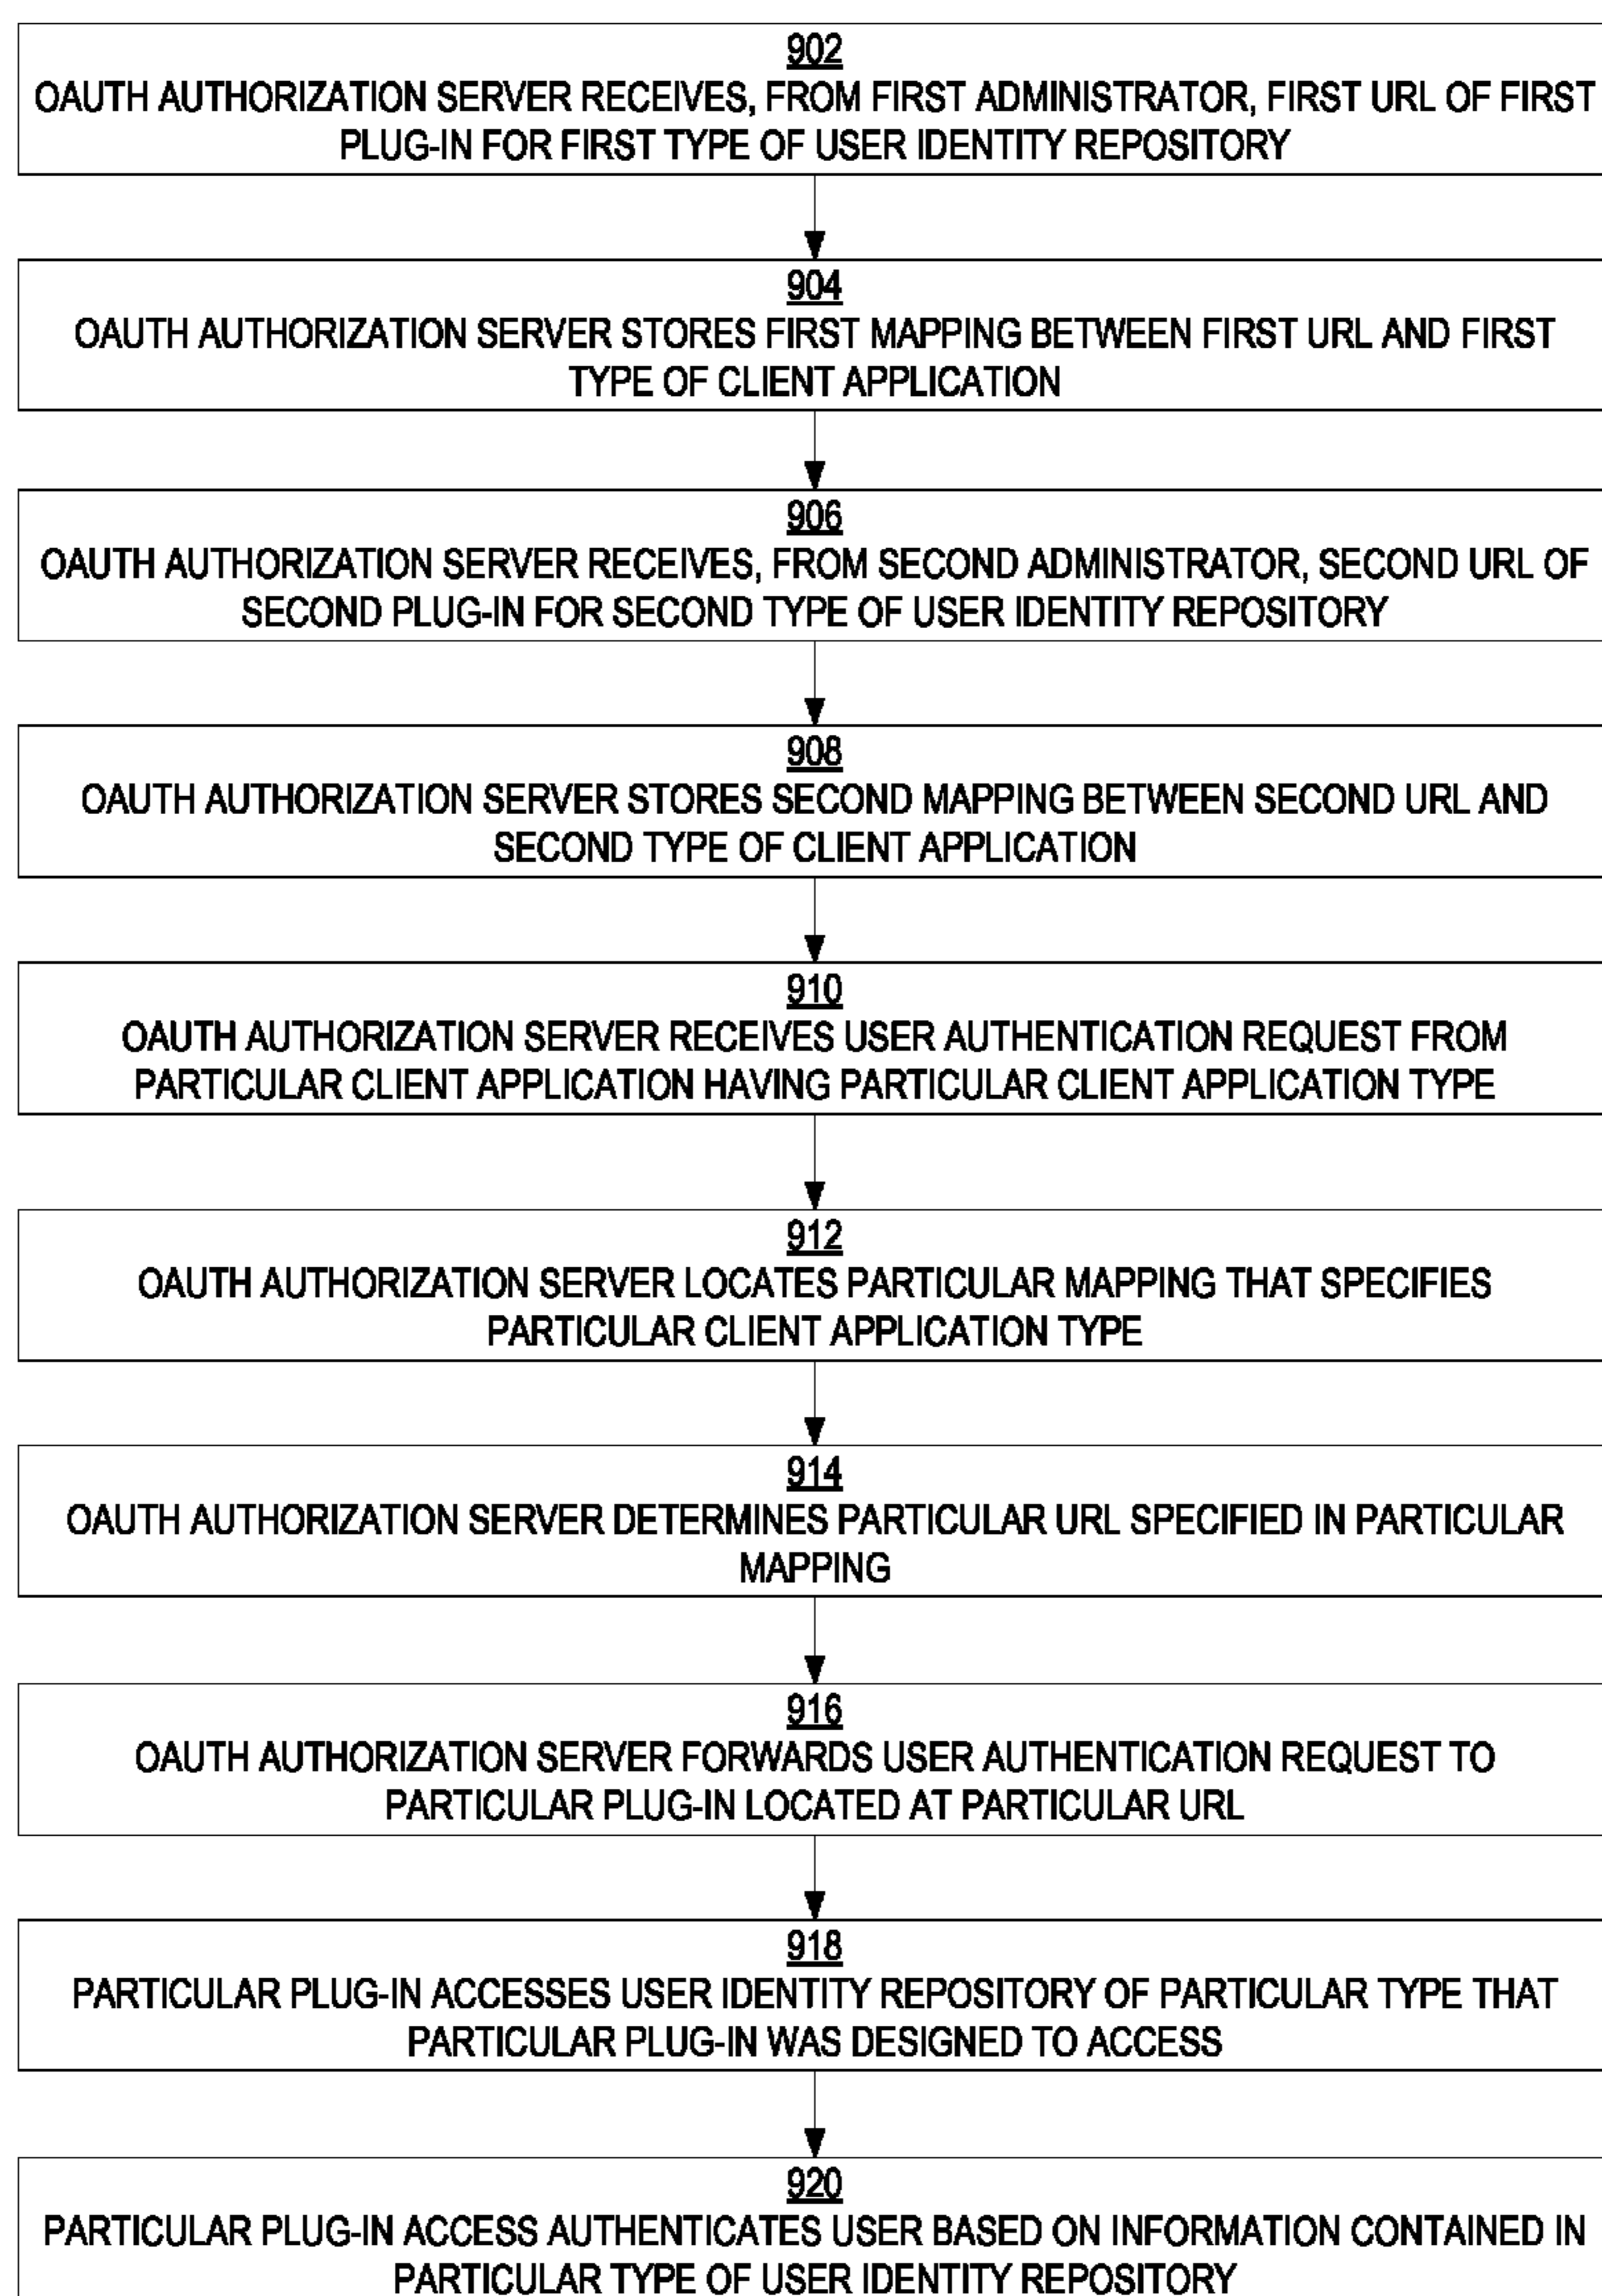 902
OAUTH AUTHORIZATION SERVER RECEIVES, FROM FIRST ADMINISTRATOR, FIRST URL OF FIRST
PLUG-IN FOR FIRST TYPE OF USER IDENTITY REPOSITORY
904
OAUTH AUTHORIZATION SERVER STORES FIRST MAPPING BETWEEN FIRST URL AND FIRST
TYPE OF CLIENT APPLICATION
906
OAUTH AUTHORIZATION SERVER RECEIVES, FROM SECOND ADMINISTRATOR, SECOND URL OF
SECOND PLUG-IN FOR SECOND TYPE OF USER IDENTITY REPOSITORY
908
OAUTH AUTHORIZATION SERVER STORES SECOND MAPPING BETWEEN SECOND URL AND
SECOND TYPE OF CLIENT APPLICATION
910
OAUTH AUTHORIZATION SERVER RECEIVES USER AUTHENTICATION REQUEST FROM
PARTICULAR CLIENT APPLICATION HAVING PARTICULAR CLIENT APPLICATION TYPE
912
OAUTH AUTHORIZATION SERVER LOCATES PARTICULAR MAPPING THAT SPECIFIES
PARTICULAR CLIENT APPLICATION TYPE
914
OAUTH AUTHORIZATION SERVER DETERMINES PARTICULAR URL SPECIFIED IN PARTICULAR
MAPPING
916
OAUTH AUTHORIZATION SERVER FORWARDS USER AUTHENTICATION REQUEST TO
PARTICULAR PLUG-IN LOCATED AT PARTICULAR URL
918
PARTICULAR PLUG-IN ACCESSES USER IDENTITY REPOSITORY OF PARTICULAR TYPE THAT
PARTICULAR PLUG-IN WAS DESIGNED TO ACCESS
920
PARTICULAR PLUG-IN ACCESS AUTHENTICATES USER BASED ON INFORMATION CONTAINED IN
PARTICULAR TYPE OF USER IDENTITY REPOSITORY